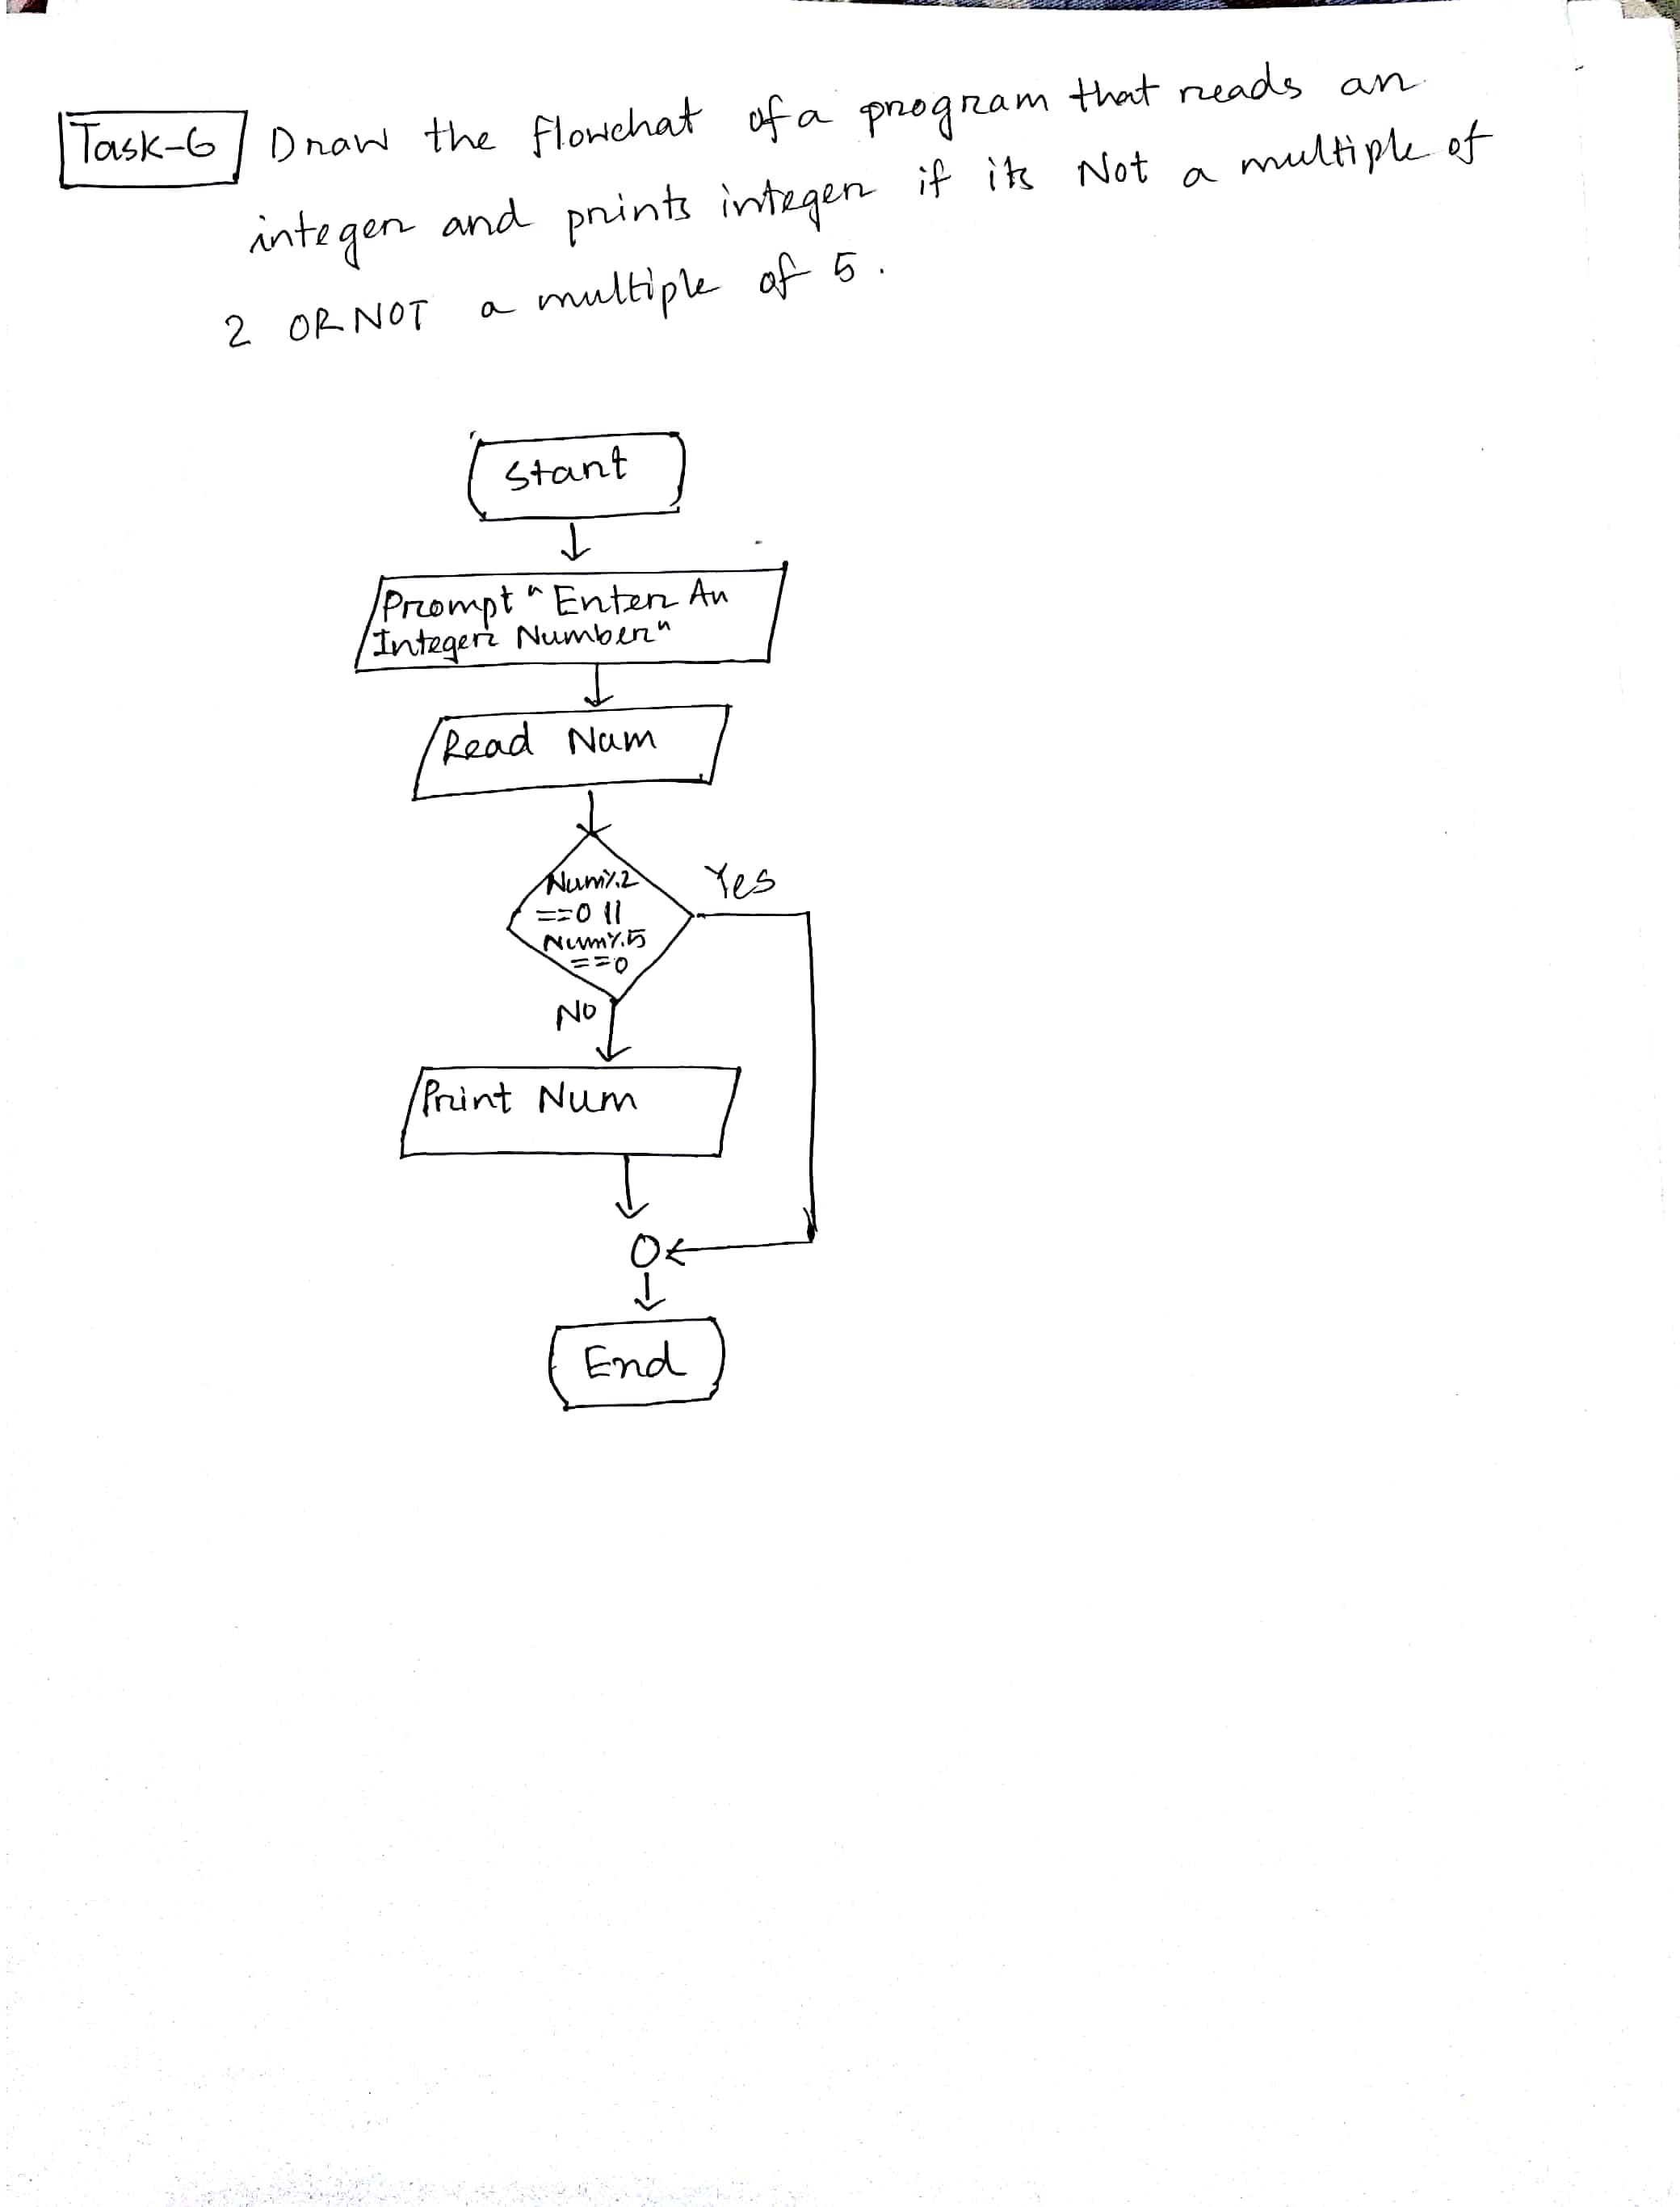 Task-6 Draw the flowchat of a program that reads an
integer and prints integer if its Not a multiple of
2 OR NOT a multiple of 5.
Start
Prompt "Enter An
Integer Number"
Read Num
Num%2
==0 ||
Num%5
==0
Yes
No
Print Num
End